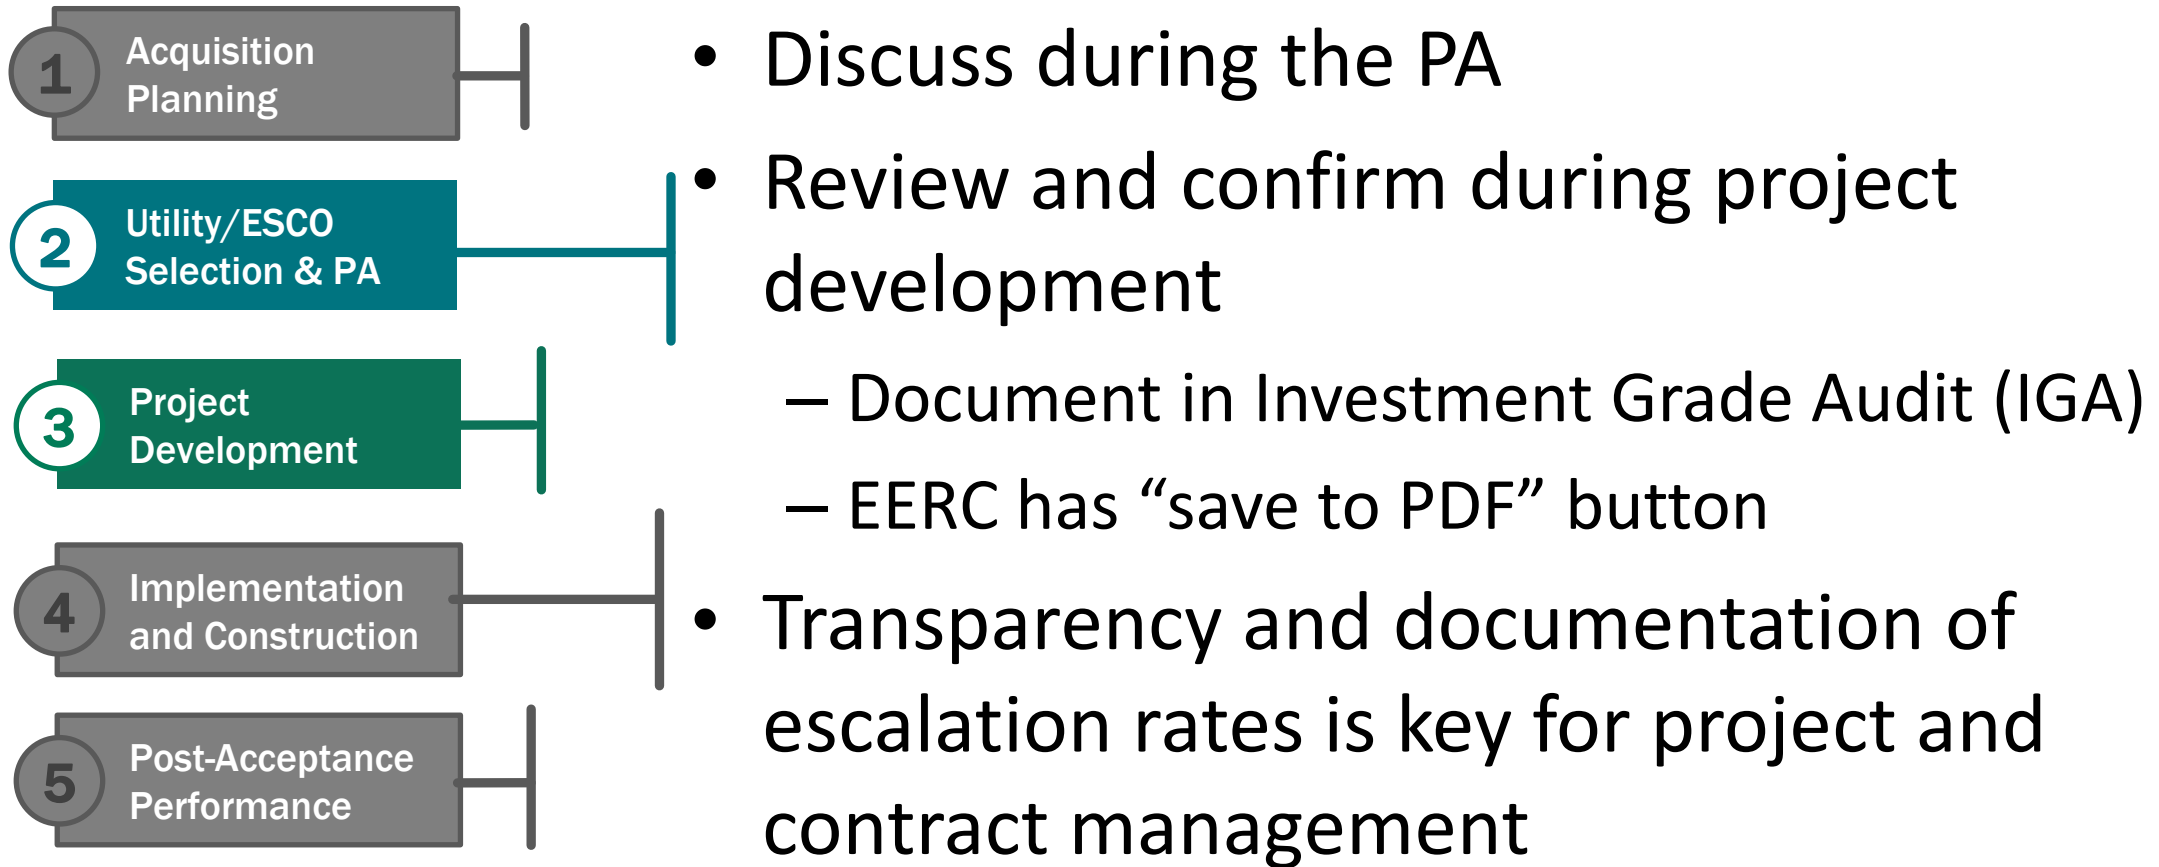 1
Acquisition
Planning
2
Utility/ESCO
Selection & PA
3
Project
Development
4
Implementation
and Construction
5
Post-Acceptance
Performance
• Discuss during the PA
• Review and confirm during project
development
– Document in Investment Grade Audit (IGA)
– EERC has “save to PDF” button
• Transparency and documentation of
escalation rates is key for project and
contract management